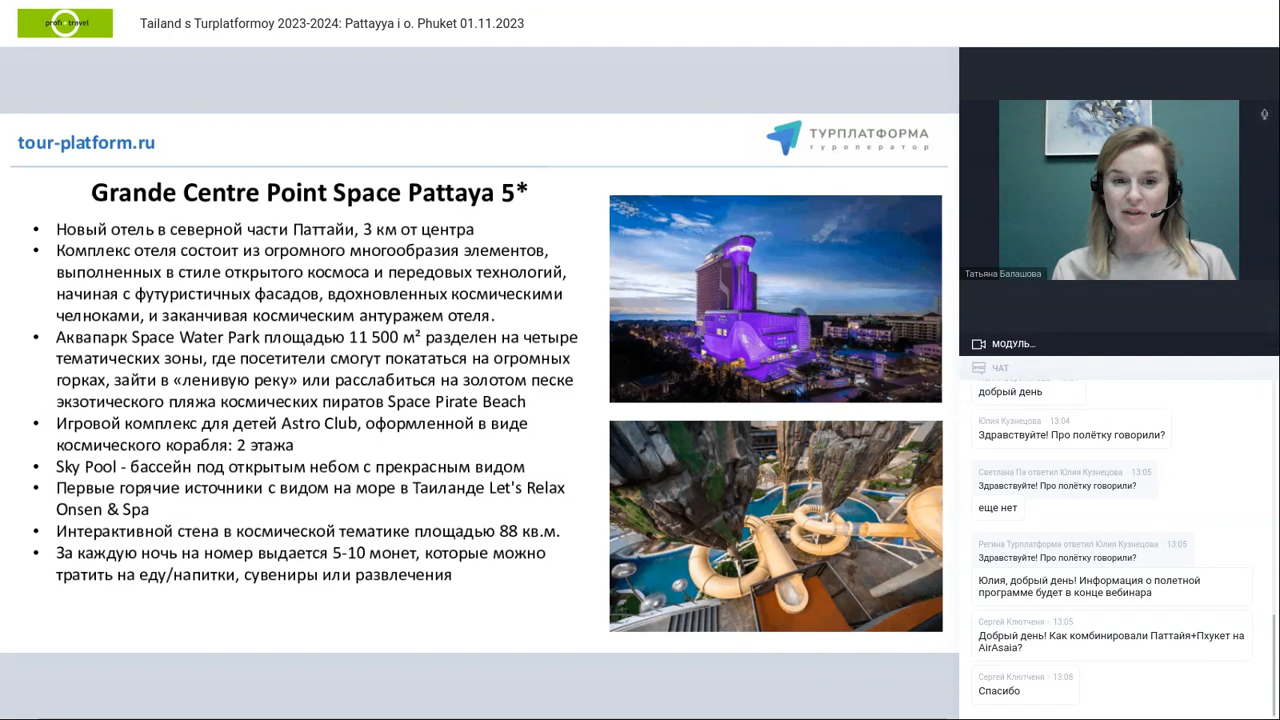 profi travel
Tailand s Turplatformoy 2023-2024: Pattayya i o. Phuket 01.11.2023
tour-platform.ru
ТУРПЛАТФОРМА
туроператор
Grande Centre Point Space Pattaya 5*
• Новый отель в северной части Паттайи, 3 км от центра
• Комплекс отеля состоит из огромного многообразия элементов,
выполненных в стиле открытого космоса и передовых технологий,
начиная с футуристичных фасадов, вдохновленных космическими
челноками, и заканчивая космическим антуражем отеля.
• Аквапарк Space Water Park площадью 11 500 м² разделен на четыре
тематических зоны, где посетители смогут покататься на огромных
горках, зайти в «ленивую реку» или расслабиться на золотом песке
экзотического пляжа космических пиратов Space Pirate Beach
• Игровой комплекс для детей Astro Club, оформленной в виде
космического корабля: 2 этажа
• Sky Pool - бассейн под открытым небом с прекрасным видом
• Первые горячие источники с видом на море в Таиланде Let's Relax
Onsen & Spa
• Интерактивной стена в космической тематике площадью 88 кв.м.
• За каждую ночь на номер выдается 5-10 монет, которые можно
тратить на еду/напитки, сувениры или развлечения
Татьяна Балашова
МОДУЛЬ...
ЧАТ
добрый день
Юлия Кузнецова · 13:04
Здравствуйте! Про полётку говорили?
Светлана Па ответил Юлия Кузнецова · 13:05
Здравствуйте! Про полётку говорили?
еще нет
Регина Турплатформа ответил Юлия Кузнецова · 13:05
Здравствуйте! Про полётку говорили?
Юлия, добрый день! Информация о полетной
программе будет в конце вебинара
Сергей Клютченя · 13:05
Добрый день! Как комбинировали Паттайя+Пхукет на
AirAsaia?
Сергей Клютченя · 13:08
Спасибо